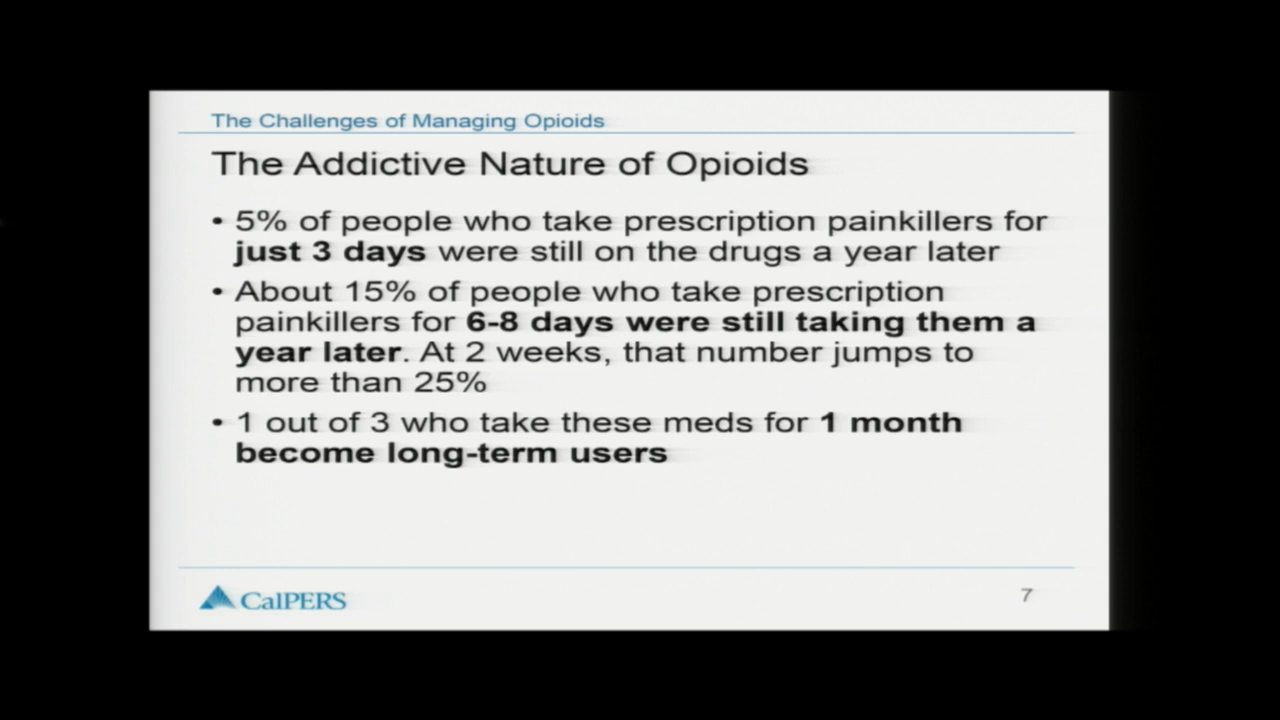 The Challenges of Managing Opioids
The Addictive Nature of Opioids
• 5% of people who take prescription painkillers for
just 3 days were still on the drugs a year later
• About 15% of people who take prescription
painkillers for 6-8 days were still taking them a
year later. At 2 weeks, that number jumps to
more than 25%
• 1 out of 3 who take these meds for 1 month
become long-term users
CalPERS
7